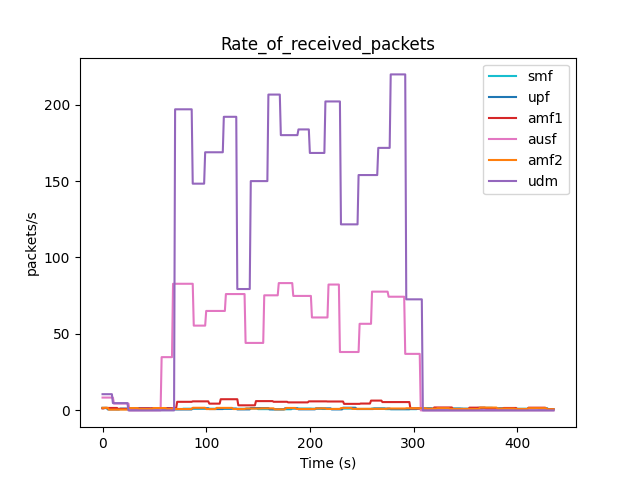 Rate_of_received_packets
smf
upf
amf1
ausf
amf2
udm
packets/s
200
150
100
50
0
0 100 200 300 400
Time (s)